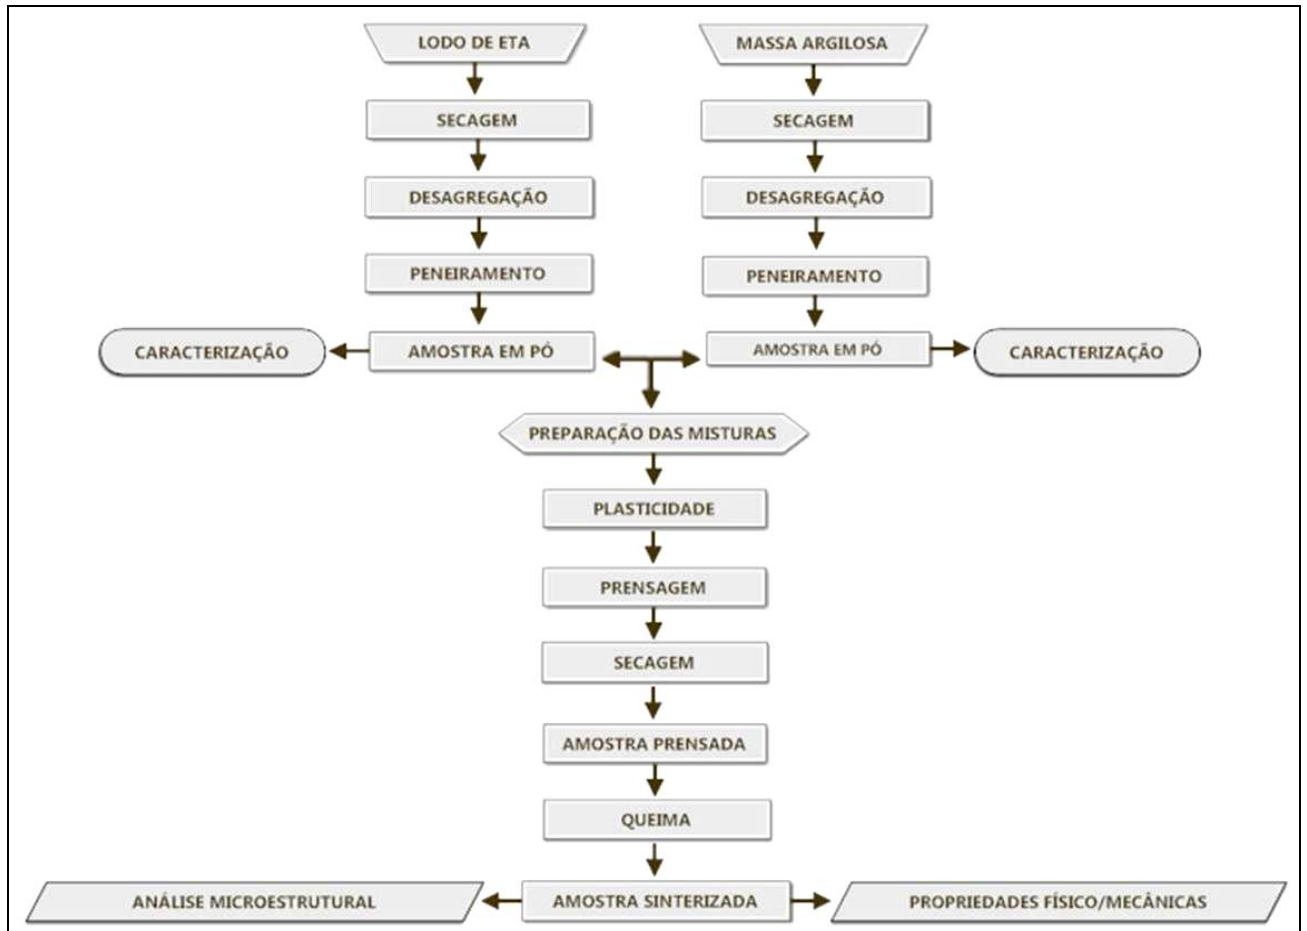 LODO DE ETA
MASSA ARGILOSA
SECAGEM
SECAGEM
DESAGREGAÇÃO
DESAGREGAÇÃO
PENEIRAMENTO
PENEIRAMENTO
CARACTERIZAÇÃO
AMOSTRA EM PÓ
AMOSTRA EM PÓ
CARACTERIZAÇÃO
PREPARAÇÃO DAS MISTURAS
PLASTICIDADE
PRENSAGEM
SECAGEM
AMOSTRA PRENSADA
QUEIMA
ANÁLISE MICROESTRUTURAL
AMOSTRA SINTERIZADA
PROPRIEDADES FÍSICO/MECÂNICAS